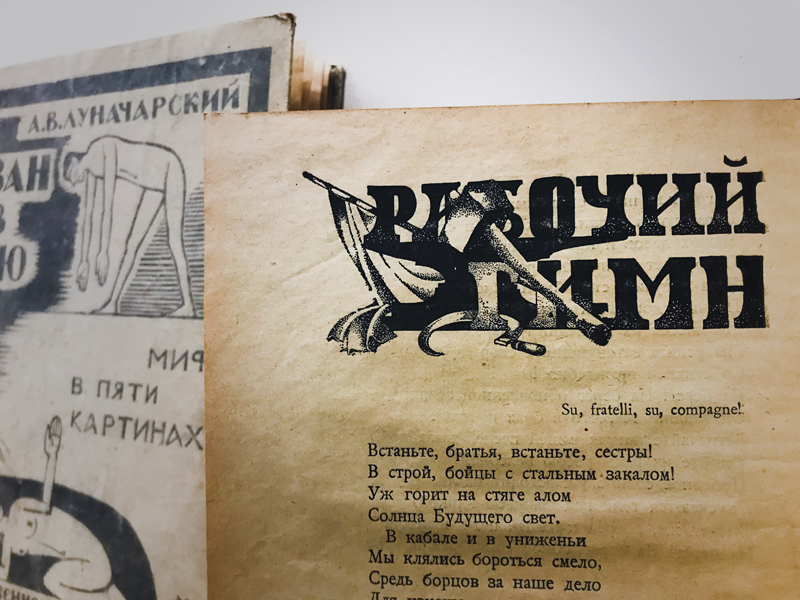 А.В.ЛУНАЧАРСКИЙ
ВАН
В
Ю
МИФ
В ПЯТИ
КАРТИНАХ
РАБОЧИЙ
ГИМН
Su, fratelli, su, compagne!
Встаньте, братья, встаньте, сестры!
В строй, бойцы с стальным закалом!
Уж горит на стяге алом
Солнца Будущего свет.
В кабале и в униженьи
Мы клялись бороться смело,
Средь борцов за наше дело